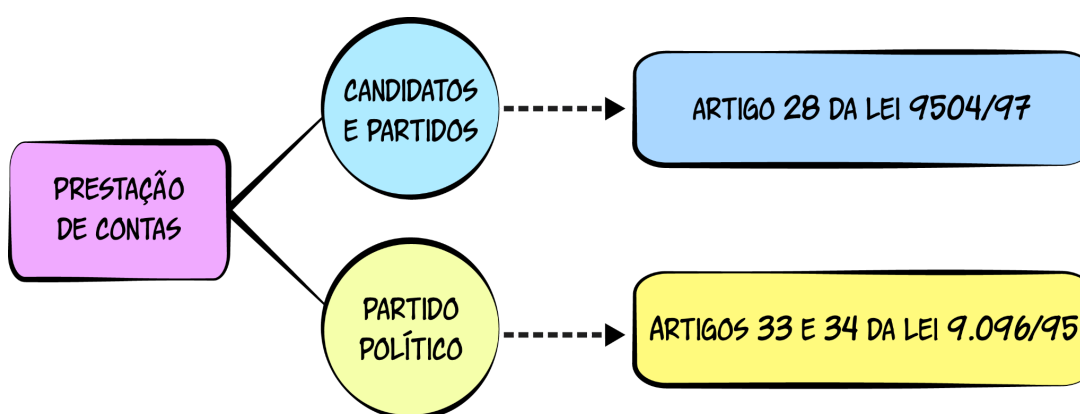 PRESTAÇÃO
DE CONTAS
CANDIDATOS
E PARTIDOS
ARTIGO 28 DA LEI 9504/97
PARTIDO
POLÍTICO
ARTIGOS 33 E 34 DA LEI 9.096/95